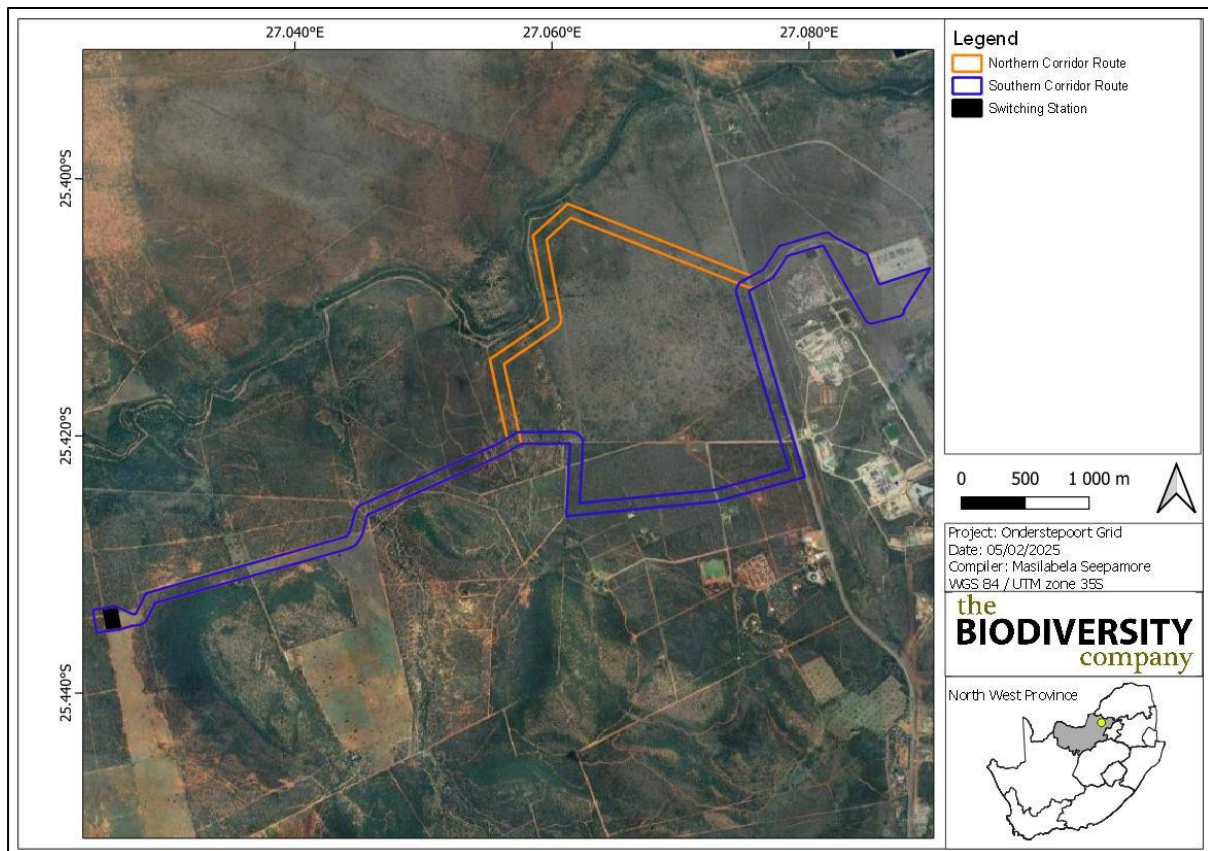 27.040°E
27.060°E
27.080°E
25.400°S
25.420°S
25.440°S
Legend
Northern Corridor Route
Southern Corridor Route
Switching Station
0 500 1 000 m
Project: Onderstepoort Grid
Date: 05/02/2025
Compiler: Masilabela Seepamore
WGS 84 / UTM zone 35S
the
BIODIVERSITY
company
North West Province